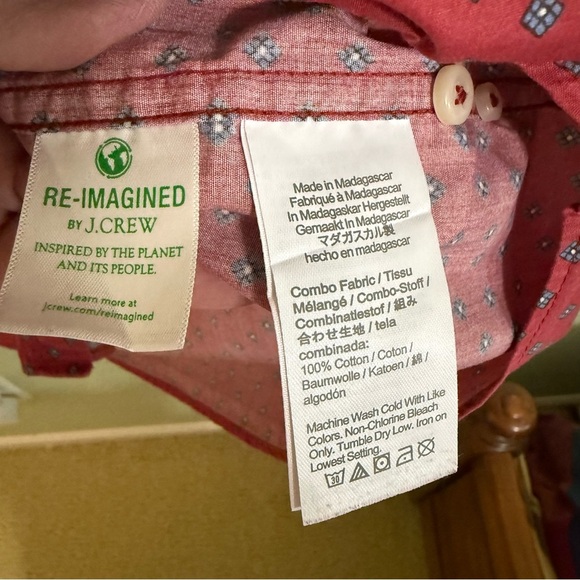 RE-IMAGINED
BY J.CREW
INSPIRED BY THE PLANET
AND ITS PEOPLE.
Learn more at
jcrew.com/reimagined
Made in Madagascar
Fabriqué à Madagascar
In Madagaskar Hergestellt
Gemaakt In Madagascar
マダガスカル製
hecho en madagascar
Combo Fabric / Tissu
Mélangé / Combo-Stoff /
Combinatiestof / 組み
合わせ生地 / tela
combinada:
100% Cotton / Coton /
Baumwolle / Katoen / 綿 /
algodón
Machine Wash Cold With Like
Colors. Non-Chlorine Bleach
Only. Tumble Dry Low. Iron on
Lowest Setting.
30